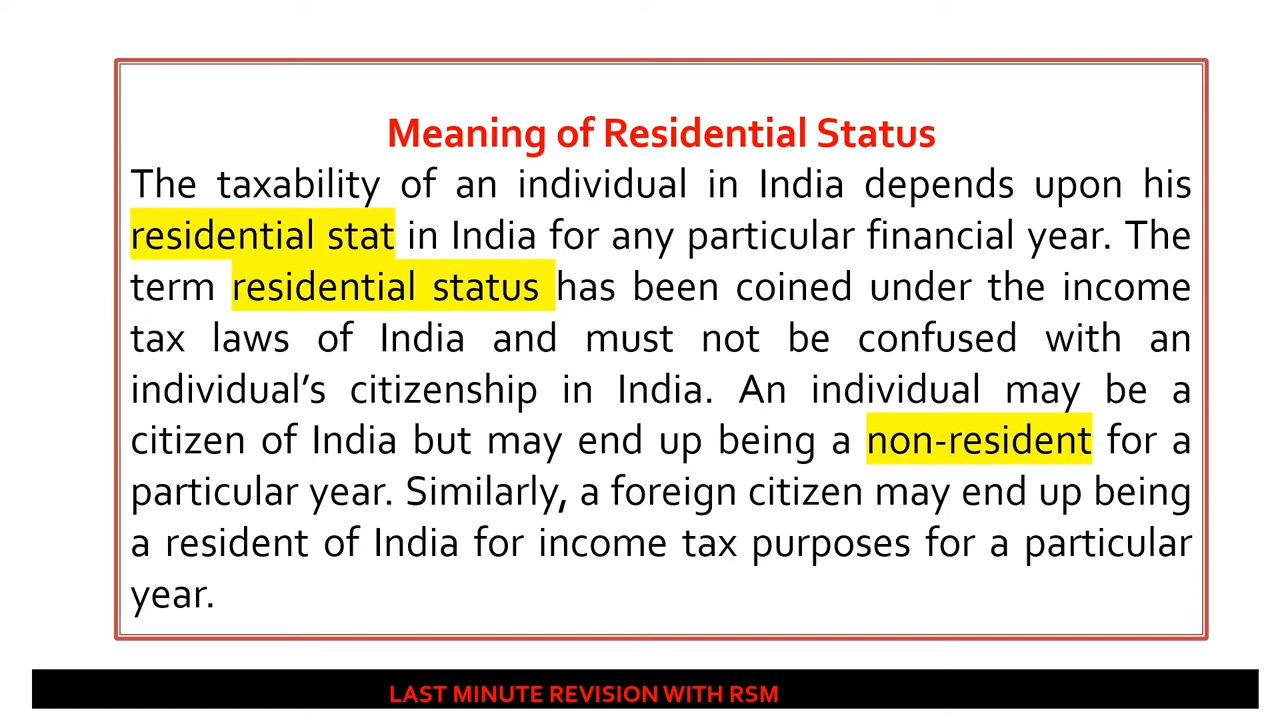 Meaning of Residential Status
The taxability of an individual in India depends upon his
residential stat in India for any particular financial year. The
term residential status has been coined under the income
tax laws of India and must not be confused with an
individual’s citizenship in India. An individual may be a
citizen of India but may end up being a non-resident for a
particular year. Similarly, a foreign citizen may end up being
a resident of India for income tax purposes for a particular
year.
LAST MINUTE REVISION WITH RSM